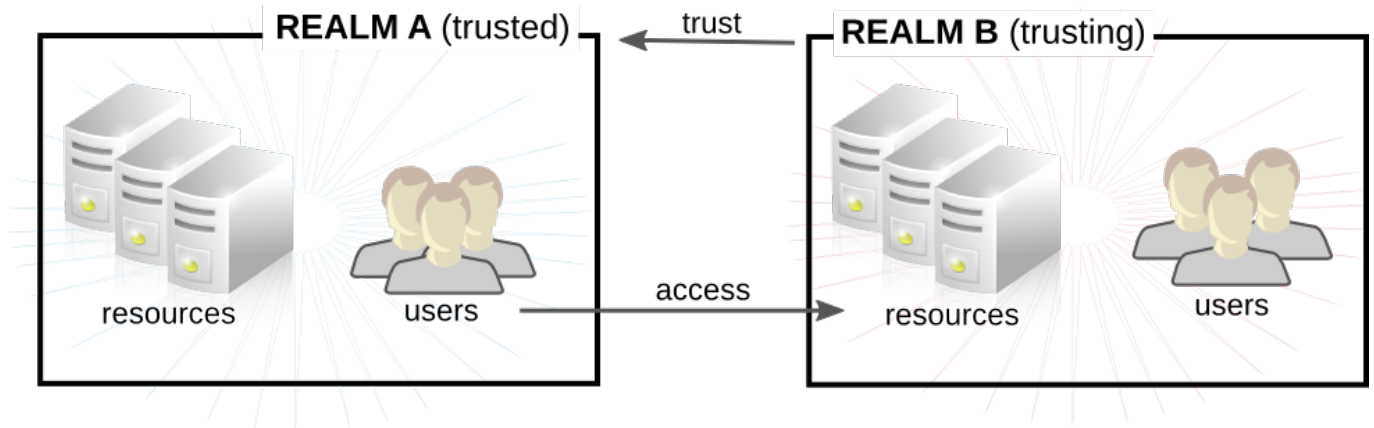 REALM A (trusted)
trust
REALM B (trusting)
resources
users
access
resources
users